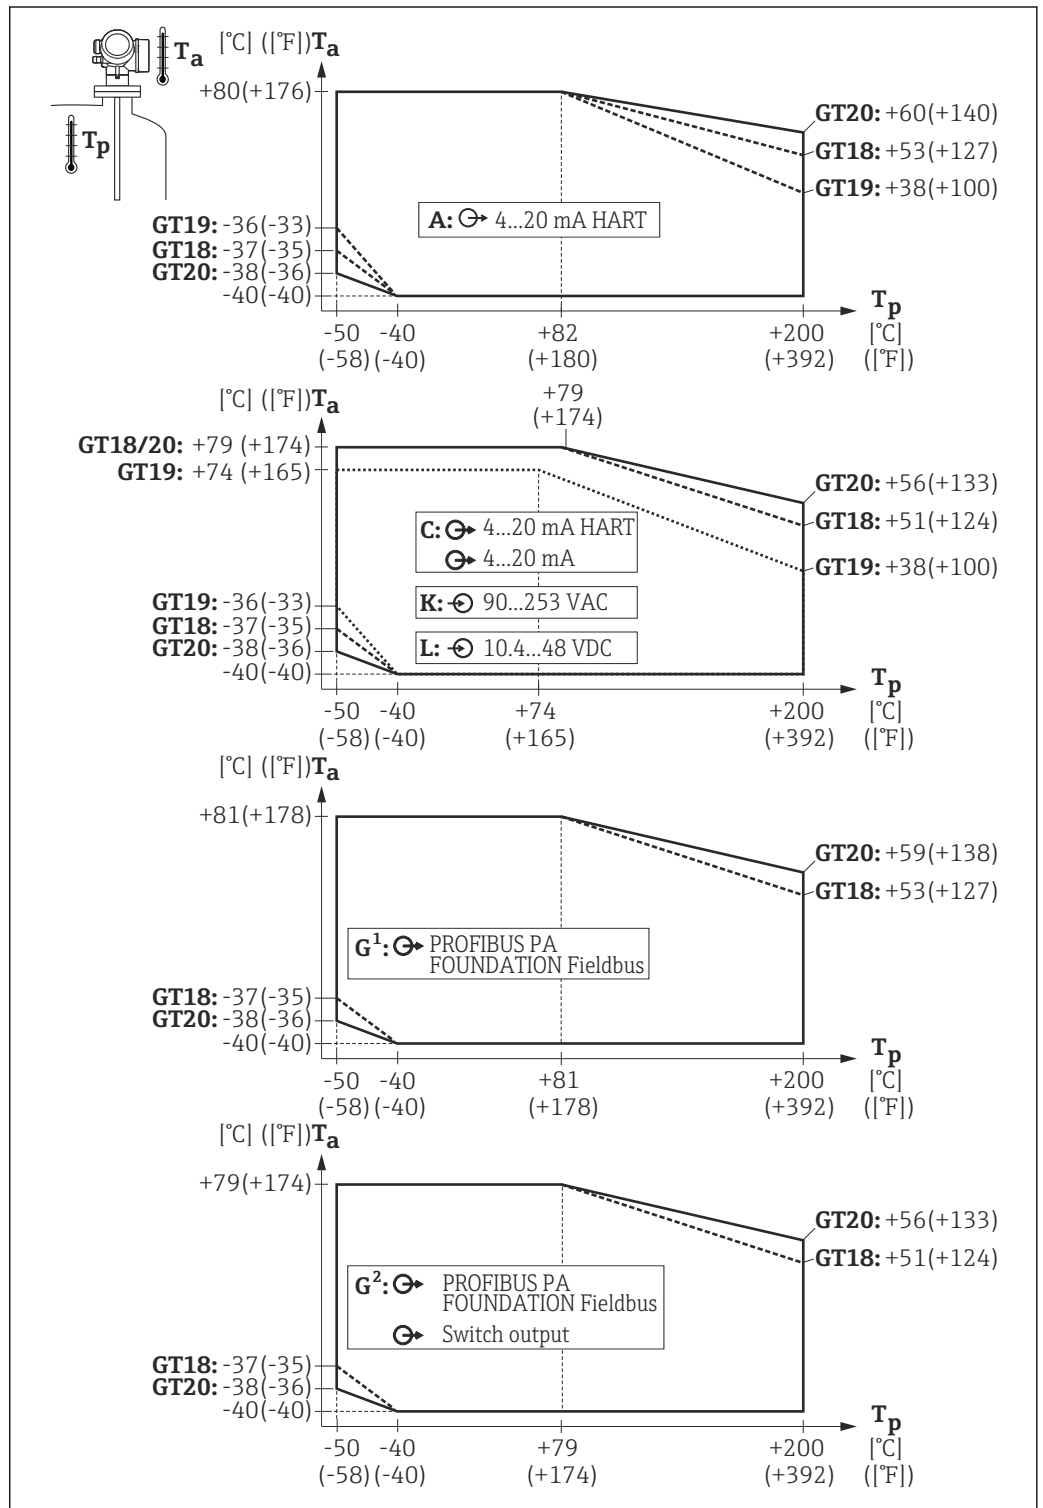 Ta
Tp
[°C] ([°F])Ta
+80(+176)
GT20: +60(+140)
GT18: +53(+127)
GT19: +38(+100)
A: 4...20 mA HART
GT19: -36(-33)
GT18: -37(-35)
GT20: -38(-36)
-40(-40)
Tp
-50 -40 +82 +200 [°C]
(-58) (-40) (+180) (+392) ([°F])
[°C] ([°F])Ta
+79
(+174)
GT18/20: +79 (+174)
GT19: +74 (+165)
GT20: +56(+133)
GT18: +51(+124)
GT19: +38(+100)
C: 4...20 mA HART
4...20 mA
K: 90...253 VAC
L: 10.4...48 VDC
GT19: -36(-33)
GT18: -37(-35)
GT20: -38(-36)
-40(-40)
Tp
-50 -40 +74 +200 [°C]
(-58) (-40) (+165) (+392) ([°F])
[°C] ([°F])Ta
+81(+178)
GT20: +59(+138)
GT18: +53(+127)
G1: PROFIBUS PA
FOUNDATION Fieldbus
GT18: -37(-35)
GT20: -38(-36)
-40(-40)
Tp
-50 -40 +81 +200 [°C]
(-58) (-40) (+178) (+392) ([°F])
[°C] ([°F])Ta
+79(+174)
GT20: +56(+133)
GT18: +51(+124)
G2: PROFIBUS PA
FOUNDATION Fieldbus
Switch output
GT18: -37(-35)
GT20: -38(-36)
-40(-40)
Tp
-50 -40 +79 +200 [°C]
(-58) (-40) (+174) (+392) ([°F])